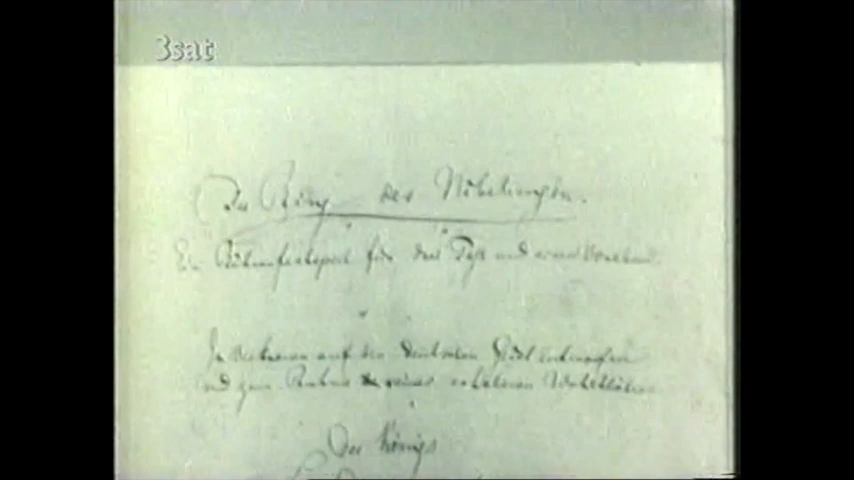 3sat
Der Ring des Nibelungen.
Ein Bühnenfestspiel für drei Tage und einen Vorabend.
Im Vertrauen auf den deutschen Geist entworfen
und zum Ruhme seines erhabenen Wohlthäters
Des Königs